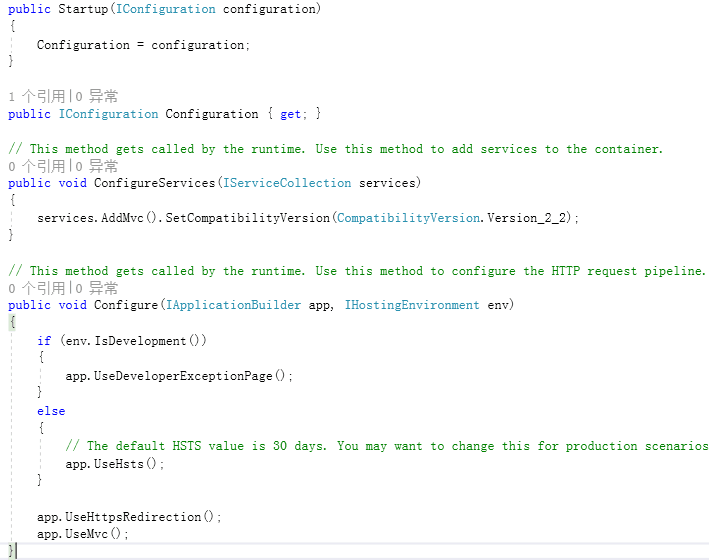 public Startup(IConfiguration configuration)
{
Configuration = configuration;
}
1 个引用|0 异常
public IConfiguration Configuration { get; }
// This method gets called by the runtime. Use this method to add services to the container.
0 个引用|0 异常
public void ConfigureServices(IServiceCollection services)
{
services.AddMvc().SetCompatibilityVersion(CompatibilityVersion.Version_2_2);
}
// This method gets called by the runtime. Use this method to configure the HTTP request pipeline.
0 个引用|0 异常
public void Configure(IApplicationBuilder app, IHostingEnvironment env)
{
if (env.IsDevelopment())
{
app.UseDeveloperExceptionPage();
}
else
{
// The default HSTS value is 30 days. You may want to change this for production scenarios
app.UseHsts();
}
app.UseHttpsRedirection();
app.UseMvc();
}